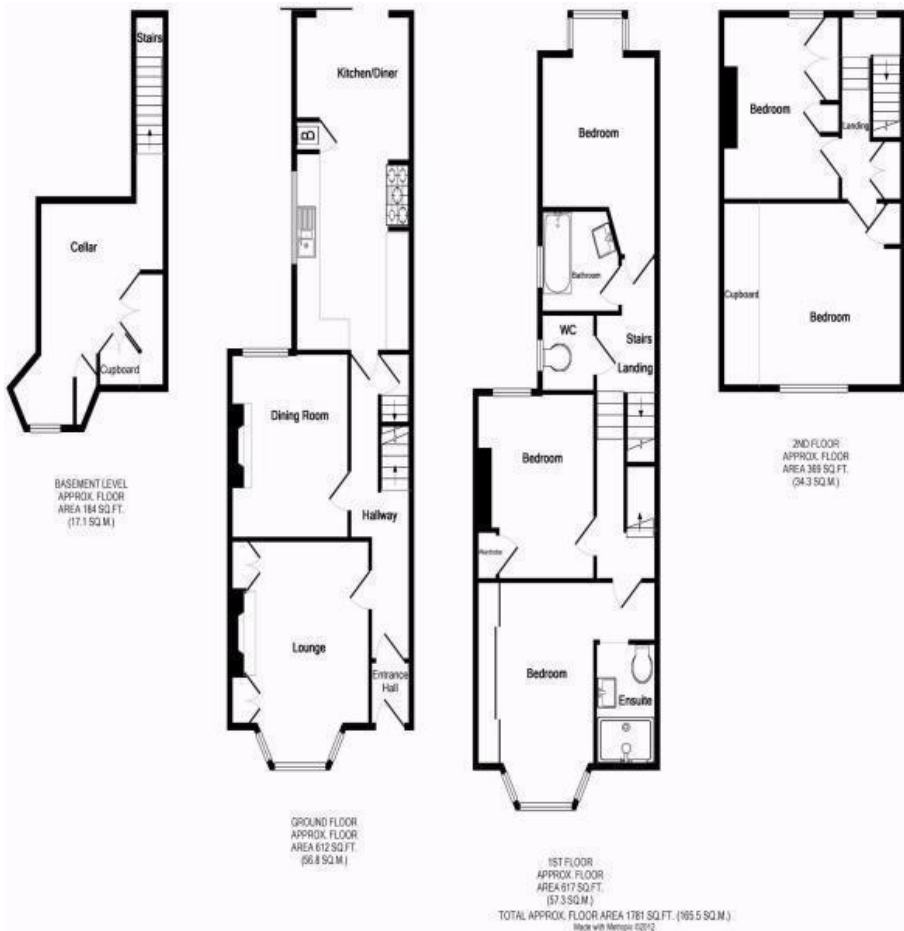 Stairs
Cellar
Cupboard
BASEMENT LEVEL
APPROX. FLOOR
AREA 184 SQ.FT.
(17.1 SQ.M.)
Kitchen/Diner
B
Dining Room
Hallway
Lounge
Entrance
Hall
GROUND FLOOR
APPROX. FLOOR
AREA 612 SQ.FT.
(56.8 SQ.M.)
Bedroom
Bathroom
WC
Stairs
Landing
Bedroom
Wardrobe
Bedroom
Ensuite
1ST FLOOR
APPROX. FLOOR
AREA 617 SQ.FT.
(57.3 SQ.M.)
Bedroom
Landing
Cupboard
Bedroom
2ND FLOOR
APPROX. FLOOR
AREA 369 SQ.FT.
(34.3 SQ.M.)
TOTAL APPROX. FLOOR AREA 1781 SQ.FT. (165.5 SQ.M.)
Made with Metropix ©2012